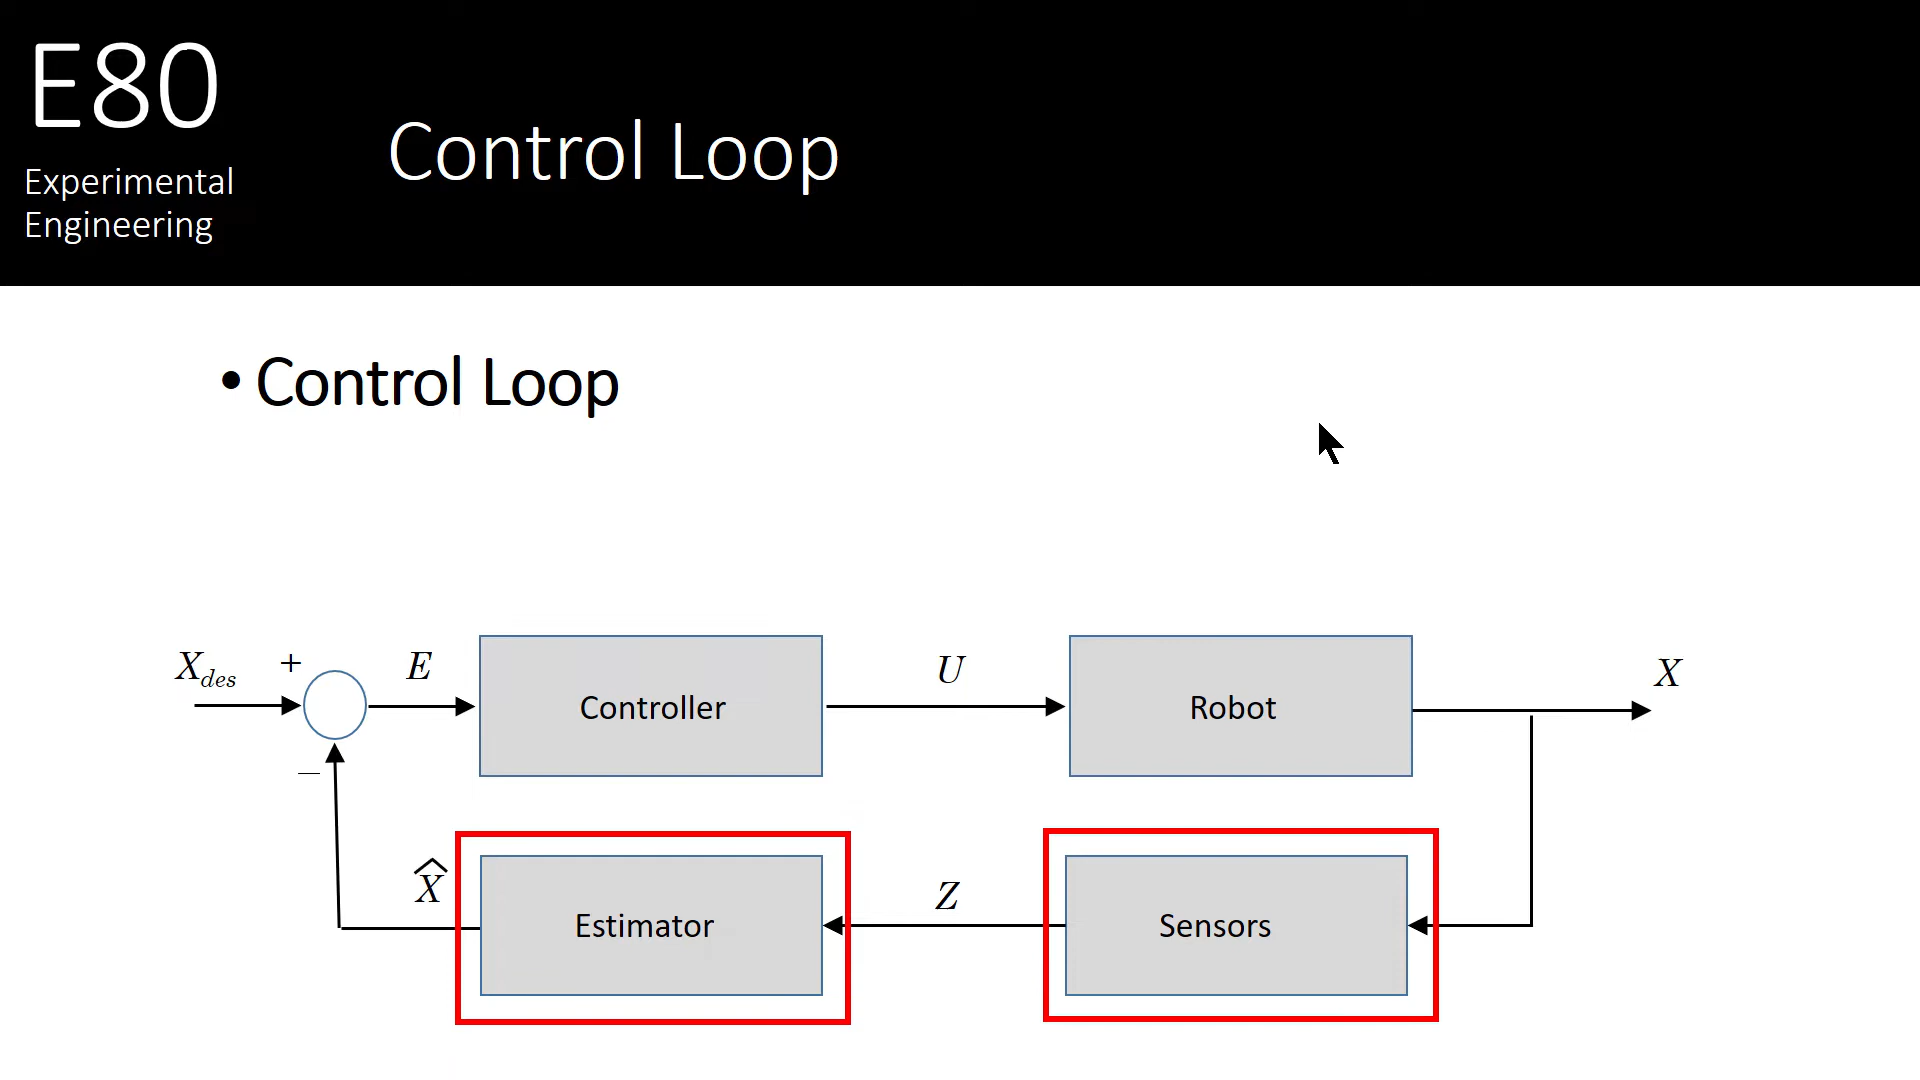 E80
Experimental
Engineering
Control Loop
• Control Loop
X_des + E Controller U Robot X
−
X̂ Estimator Z Sensors